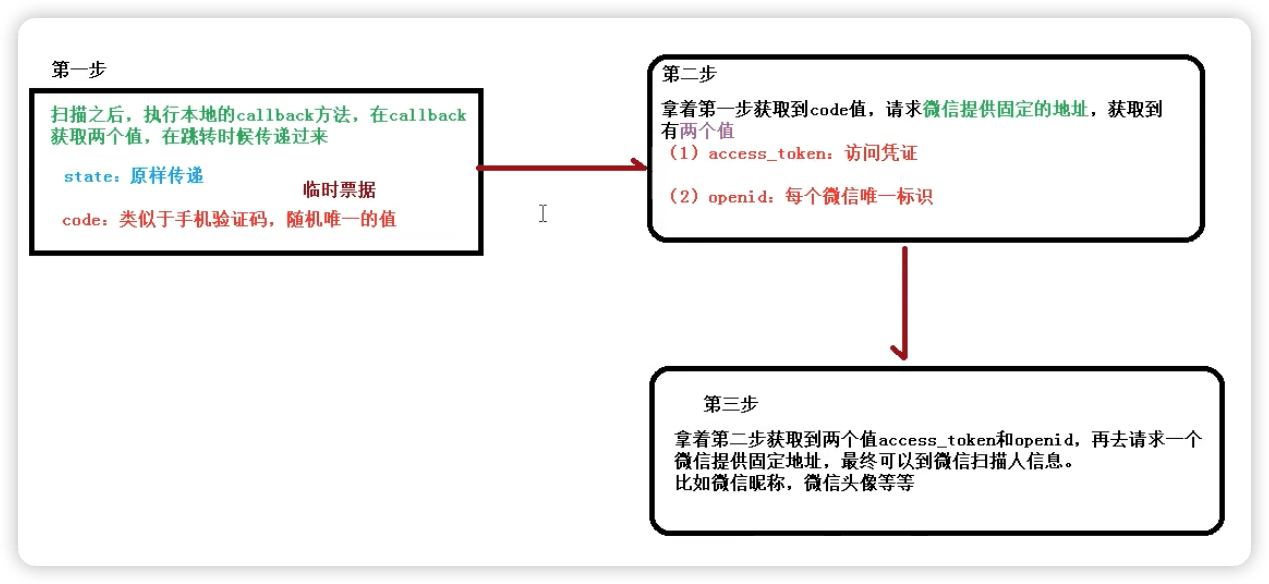 第一步
扫描之后，执行本地的callback方法，在callback
获取两个值，在跳转时候传递过来
state：原样传递
临时票据
code：类似于手机验证码，随机唯一的值
第二步
拿着第一步获取到code值，请求微信提供固定的地址，获取到
有两个值
（1）access_token：访问凭证
（2）openid：每个微信唯一标识
第三步
拿着第二步获取到两个值access_token和openid，再去请求一个
微信提供固定地址，最终可以到微信扫描人信息。
比如微信昵称，微信头像等等